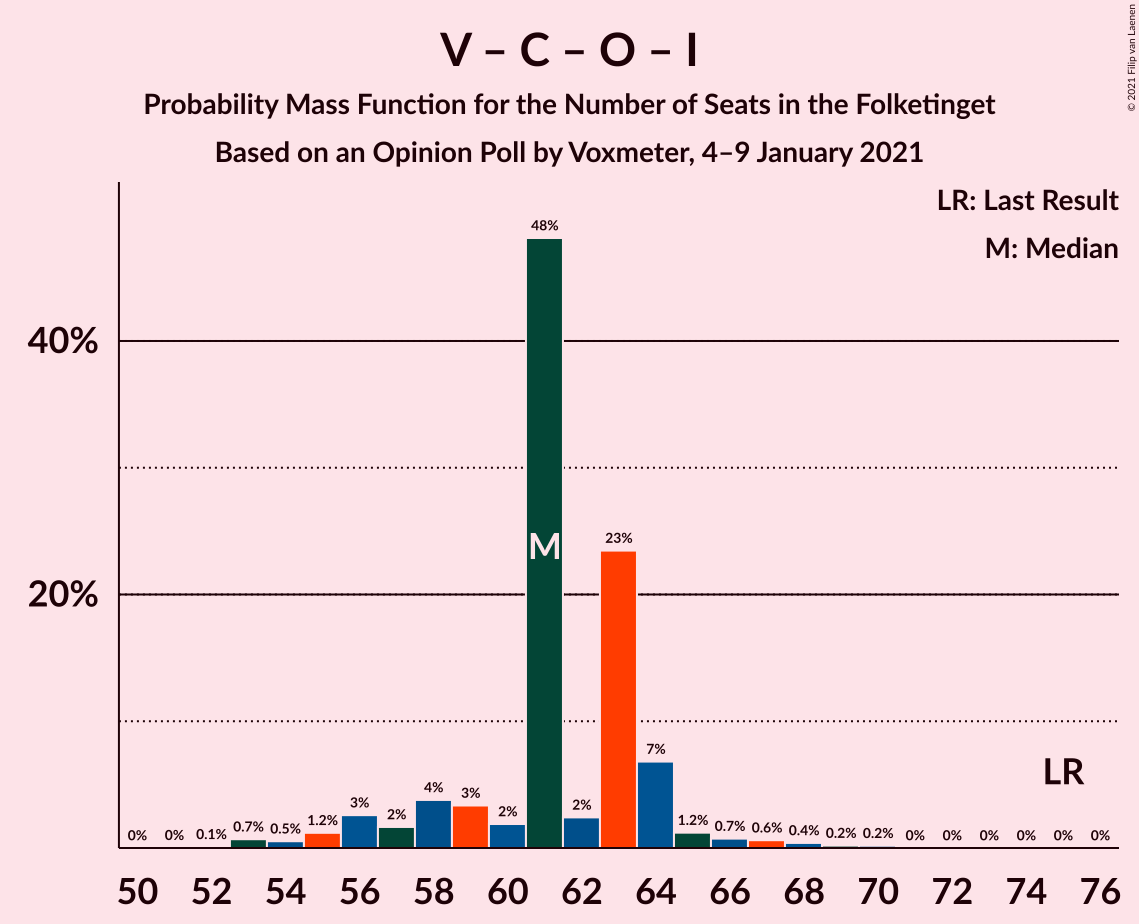 V – C – O – I
Probability Mass Function for the Number of Seats in the Folketinget
Based on an Opinion Poll by Voxmeter, 4–9 January 2021
© 2021 Filip van Laenen
LR: Last Result
M: Median
40%
20%
0% 0% 0.1% 0.7% 0.5% 1.2% 3% 2% 4% 3% 2% 48% 2% 23% 7% 1.2% 0.7% 0.6% 0.4% 0.2% 0.2% 0% 0% 0% 0% 0% 0%
M
LR
50 52 54 56 58 60 62 64 66 68 70 72 74 76